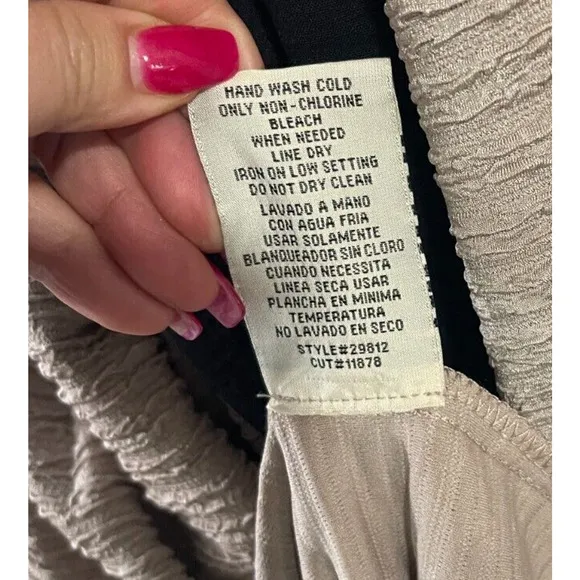 HAND WASH COLD
ONLY NON-CHLORINE
BLEACH
WHEN NEEDED
LINE DRY
IRON ON LOW SETTING
DO NOT DRY CLEAN
LAVADO A MANO
CON AGUA FRIA
USAR SOLAMENTE
BLANQUEADOR SIN CLORO
CUANDO NECESSITA
LINEA SECA USAR
PLANCHA EN MINIMA
TEMPERATURA
NO LAVADO EN SECO
STYLE#29812
CUT#11878